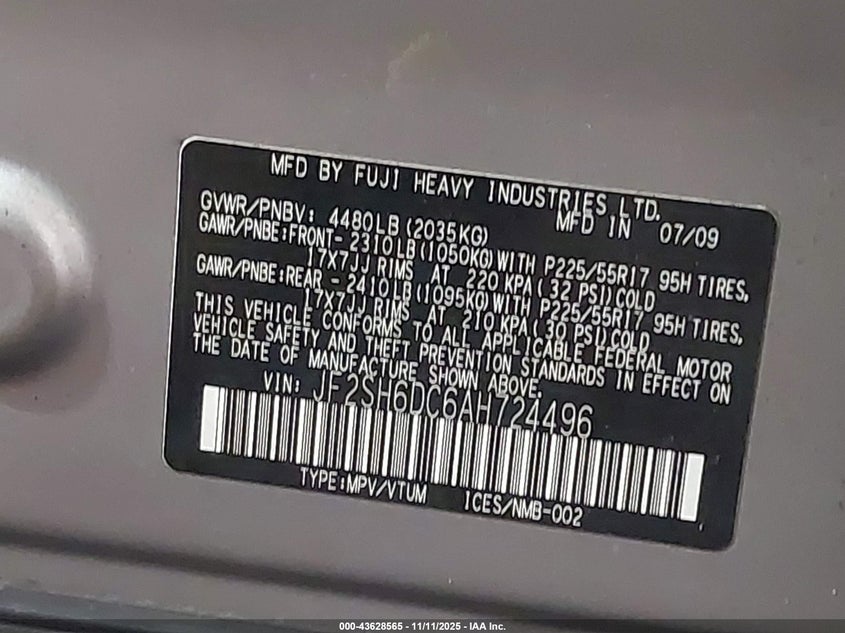 MFD BY FUJI HEAVY INDUSTRIES LTD.
MFD IN 07/09
GVWR/PNBV: 4480LB(2035KG)
GAWR/PNBE:FRONT- 2310LB(1050KG)WITH P225/55R17 95H TIRES.
17X7JJ RIMS AT 220 KPA( 32 PSI)COLD
GAWR/PNBE:REAR - 2410LB(1095KG)WITH P225/55R17 95H TIRES.
17X7JJ RIMS AT 210 KPA( 30 PSI)COLD
THIS VEHICLE CONFORMS TO ALL APPLICABLE FEDERAL MOTOR
VEHICLE SAFETY AND THEFT PREVENTION STANDARDS IN EFFECT ON
THE DATE OF MANUFACTURE SHOWN ABOVE.
VIN: JF2SH6DC6AH724496
TYPE:MPV/VTUM ICES/NMB-002
000-43628565 - 11/11/2025 - IAA Inc.